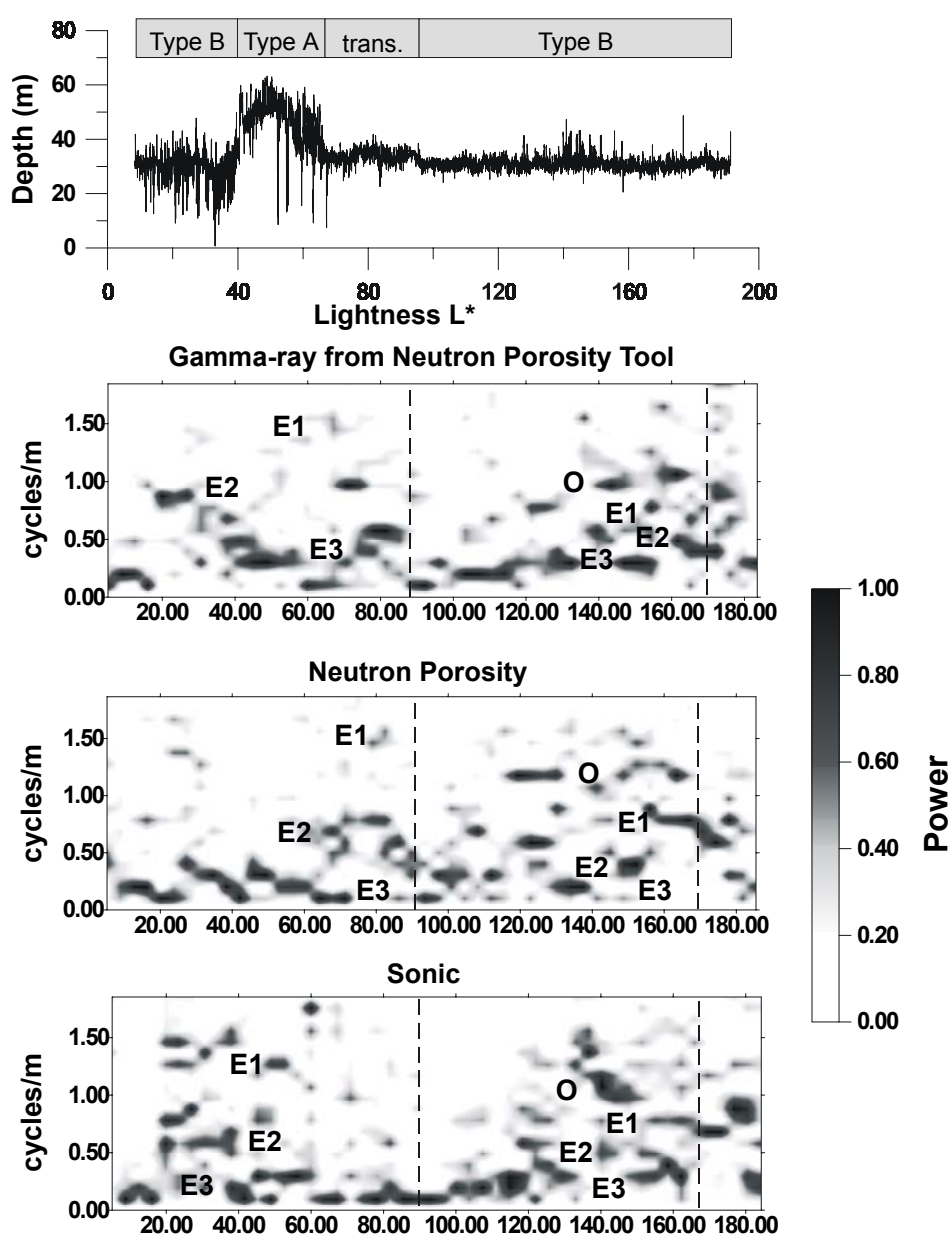 Type B Type A trans. Type B
80
60
40
20
0
Depth (m)
0 40 80 120 160 200
Lightness L*
Gamma-ray from Neutron Porosity Tool
cycles/m
1.50
1.00
0.50
0.00
E1
E2
E3
O
E1
E2
E3
20.00 40.00 60.00 80.00 100.00 120.00 140.00 160.00 180.00
Neutron Porosity
cycles/m
1.50
1.00
0.50
0.00
E1
E2
E3
O
E1
E2
E3
20.00 40.00 60.00 80.00 100.00 120.00 140.00 160.00 180.00
Sonic
cycles/m
1.50
1.00
0.50
0.00
E1
E2
E3
O
E1
E2
E3
20.00 40.00 60.00 80.00 100.00 120.00 140.00 160.00 180.00
1.00
0.80
0.60
0.40
0.20
0.00
Power